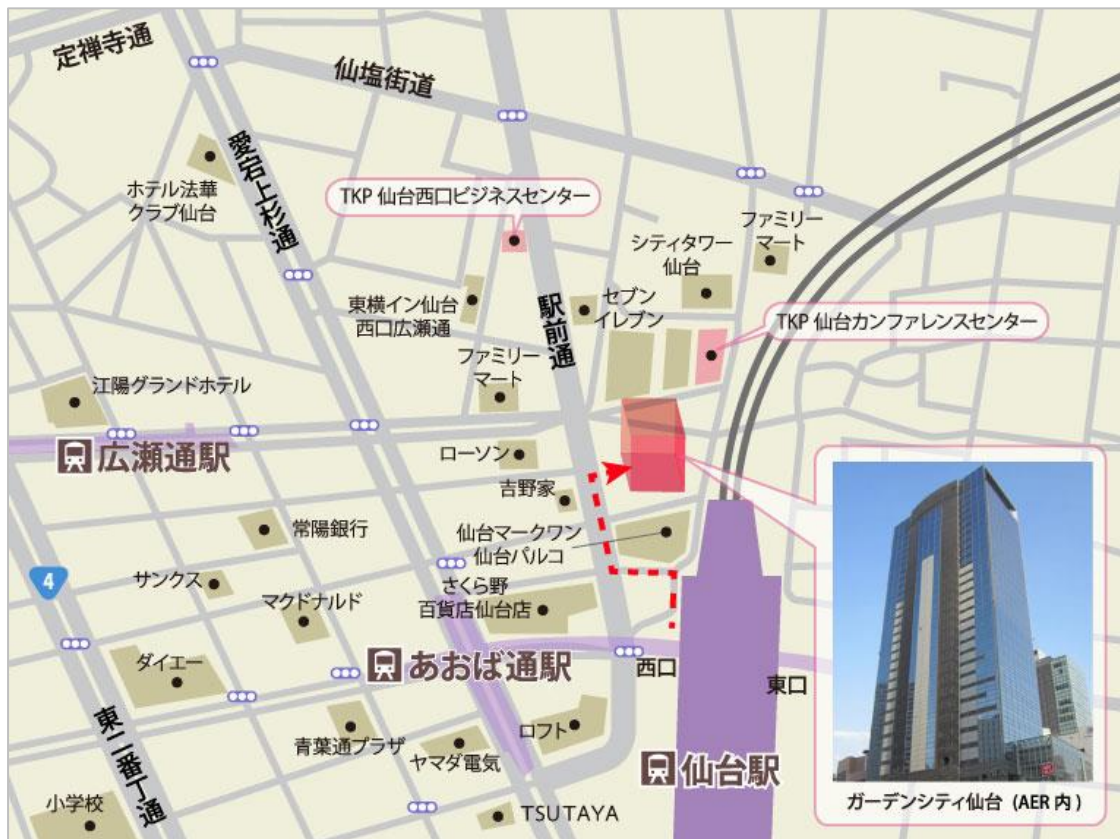 定禅寺通
仙塩街道
愛宕上杉通
ホテル法華
クラブ仙台
TKP 仙台西口ビジネスセンター
ファミリー
マート
シティタワー
仙台
東横イン仙台
西口広瀬通
駅前通
セブン
イレブン
TKP 仙台カンファレンスセンター
ファミリー
マート
江陽グランドホテル
広瀬通駅
ローソン
吉野家
常陽銀行
仙台マークワン
仙台パルコ
4
サンクス
マクドナルド
さくら野
百貨店仙台店
ダイエー
あおば通駅
西口
東口
東二番丁通
青葉通プラザ
ヤマダ電気
ロフト
仙台駅
小学校
TSUTAYA
ガーデンシティ仙台 (AER 内 )